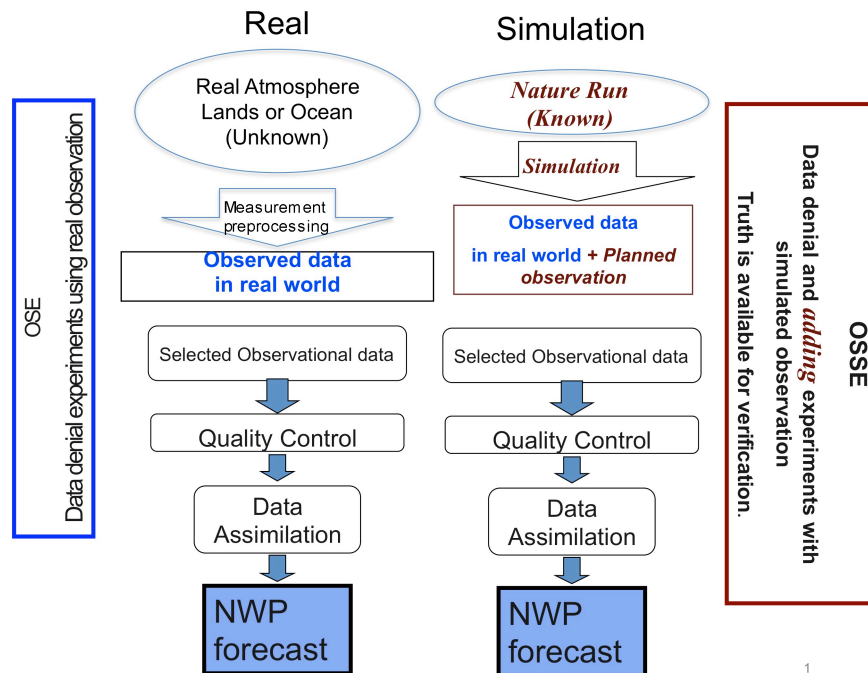 Real
Real Atmosphere
Lands or Ocean
(Unknown)
Measurement
preprocessing
Observed data
in real world
Selected Observational data
Quality Control
Data
Assimilation
NWP
forecast
Simulation
Nature Run
(Known)
Simulation
Observed data
in real world + Planned
observation
Selected Observational data
Quality Control
Data
Assimilation
NWP
forecast
OSE
Data denial experiments using real observation
OSSE
Data denial and adding experiments with
simulated observation
Truth is available for verification.
1